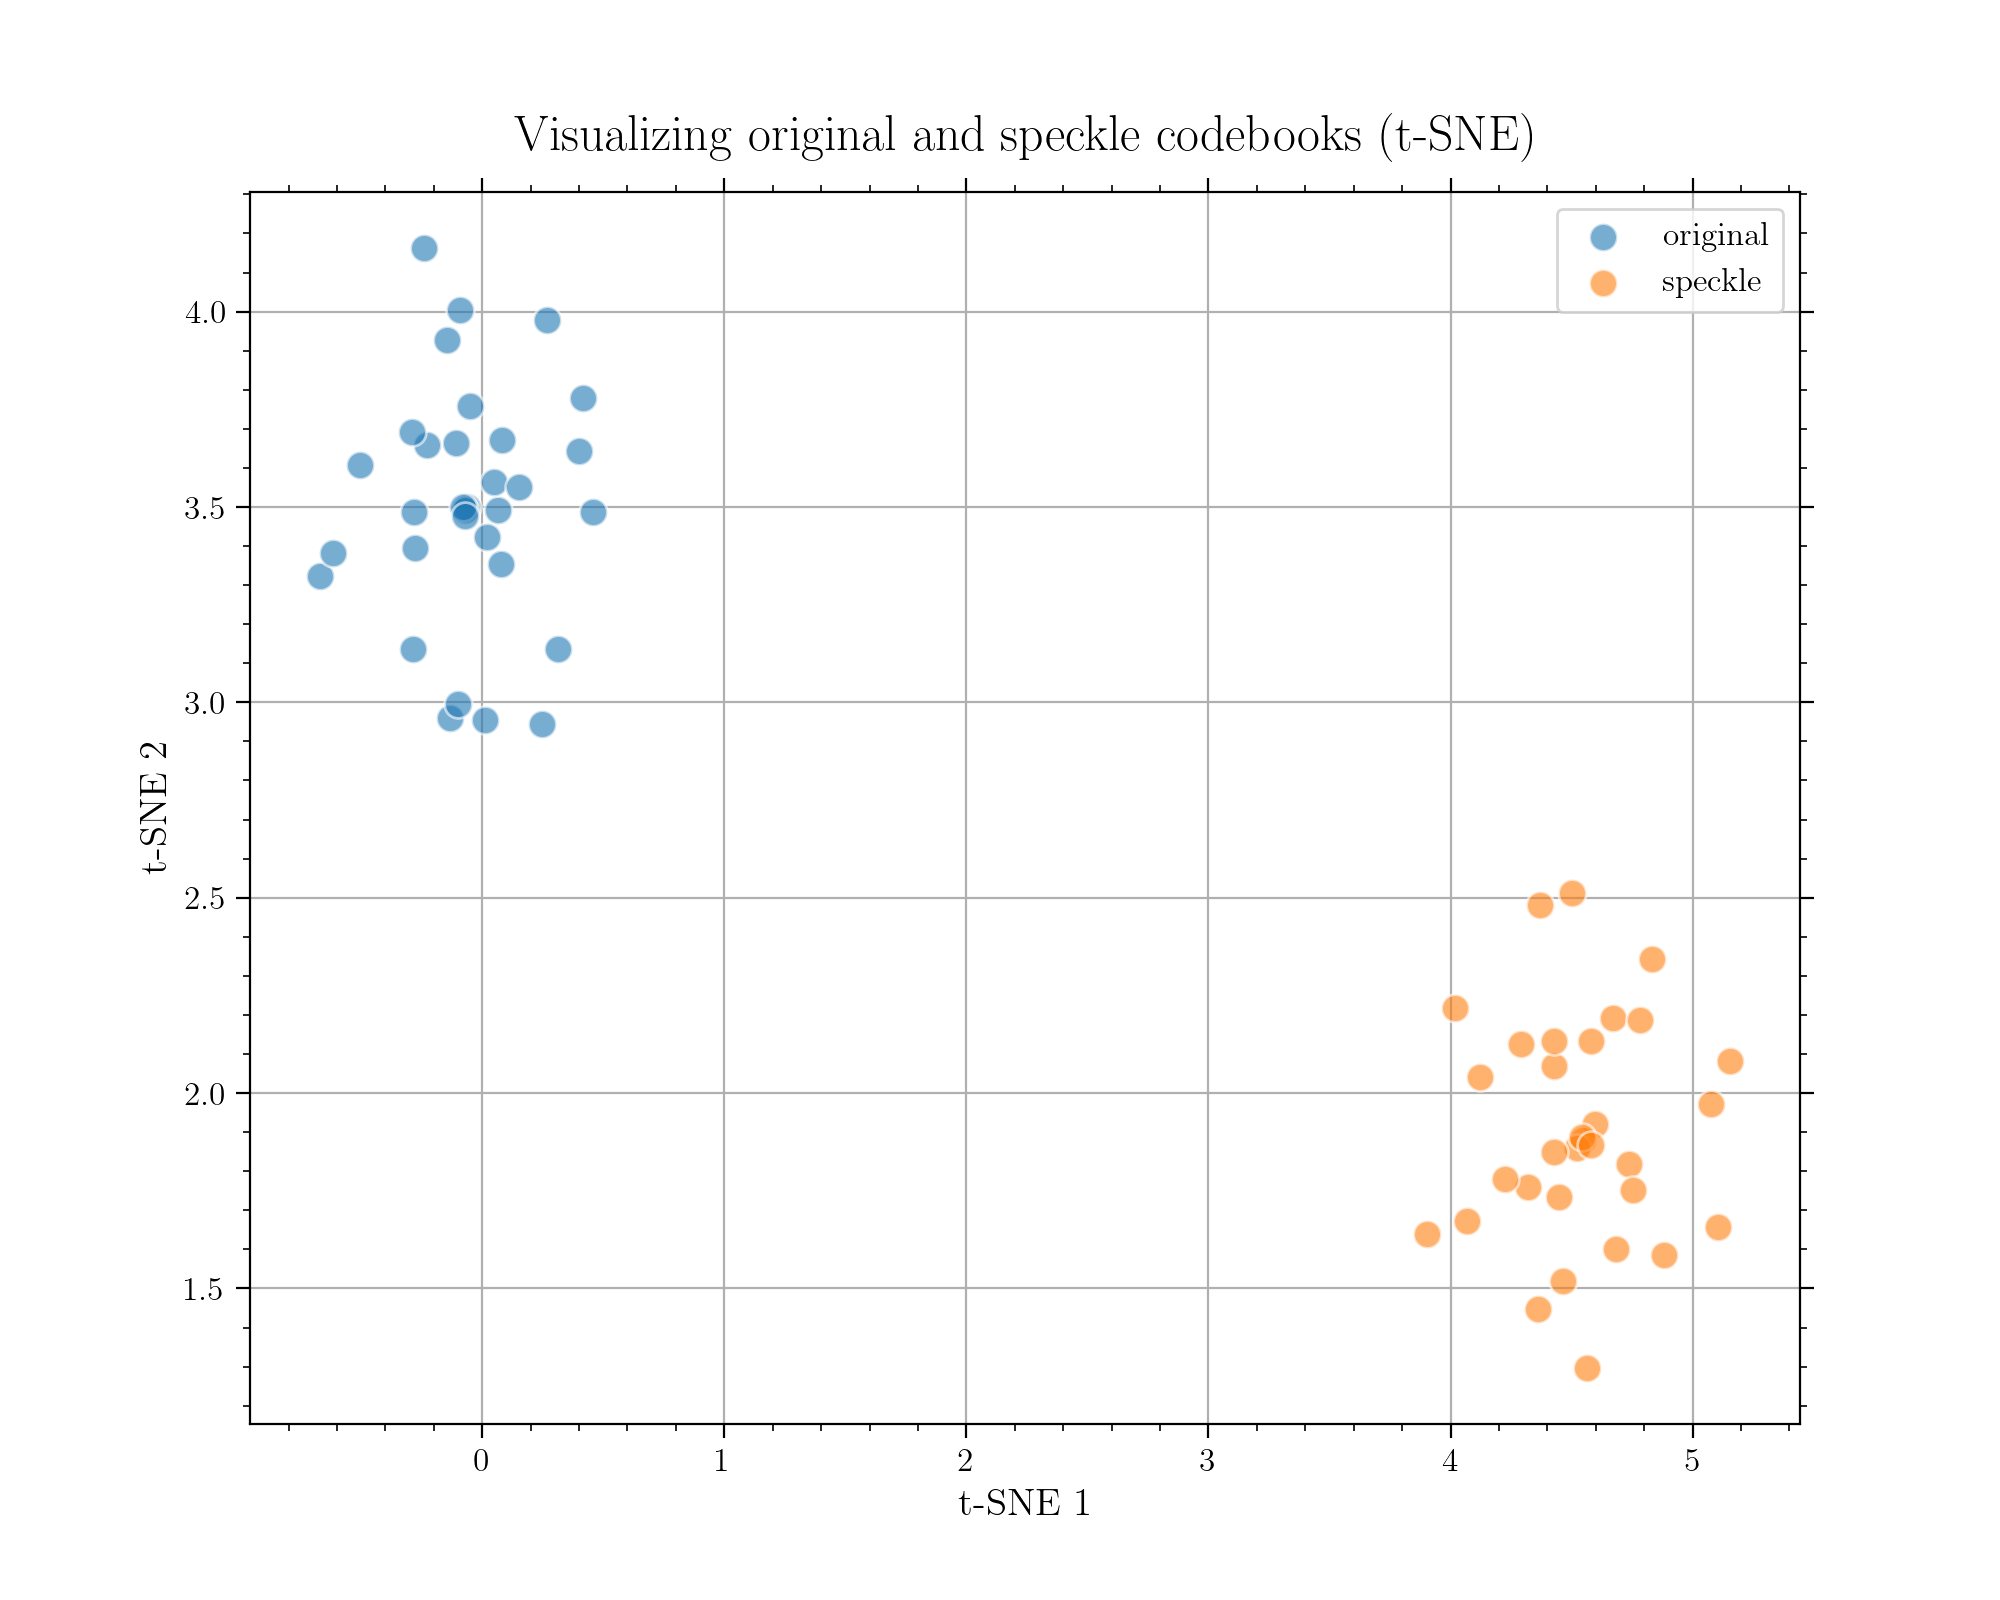 Visualizing original and speckle codebooks (t-SNE)
original
speckle
4.0
3.5
3.0
2.5
2.0
1.5
t-SNE 2
0 1 2 3 4 5
t-SNE 1